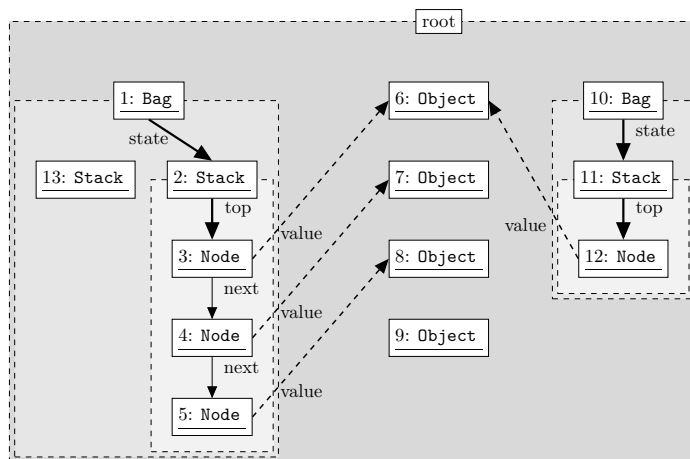 root
1: Bag
6: Object
10: Bag
state
state
13: Stack
2: Stack
7: Object
11: Stack
top
top
value
value
3: Node
8: Object
12: Node
next
value
4: Node
9: Object
next
value
5: Node